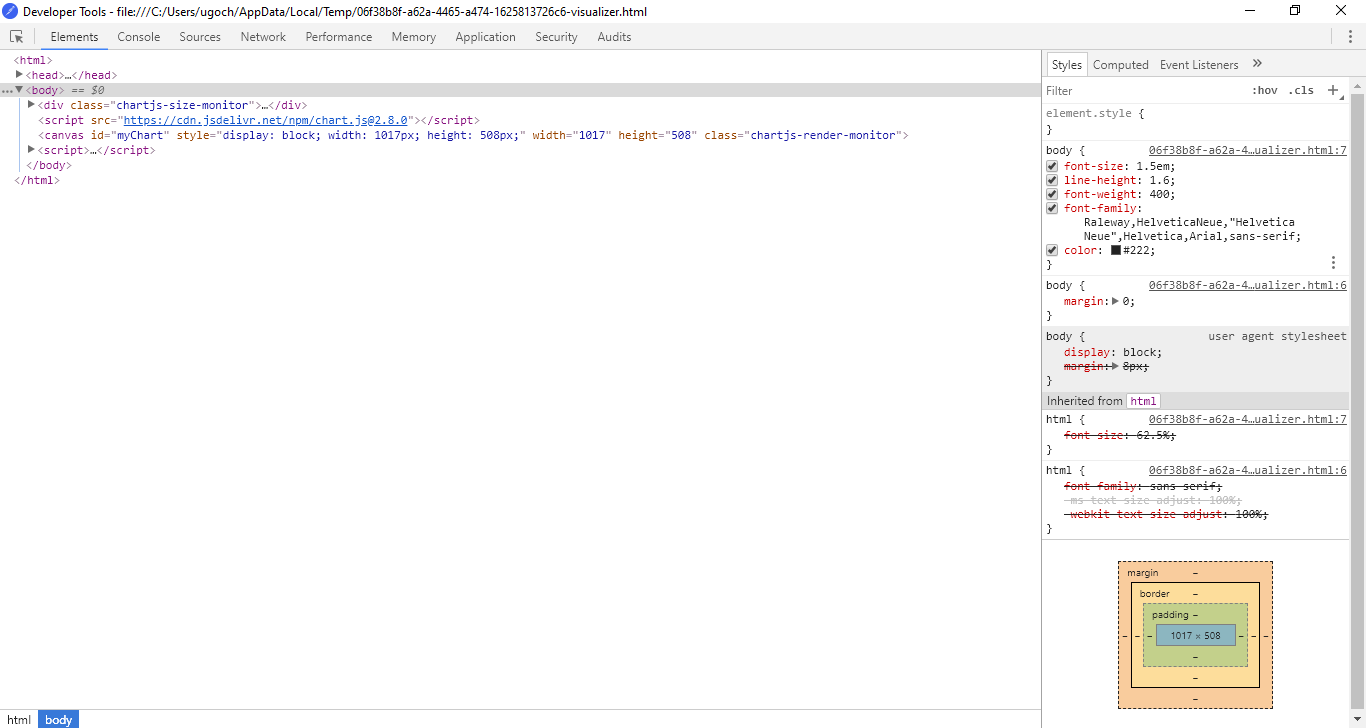 Developer Tools - file:///C:/Users/ugoch/AppData/Local/Temp/06f38b8f-a62a-4465-a474-1625813726c6-visualizer.html
Elements Console Sources Network Performance Memory Application Security Audits
<html>
<head>…</head>
<body> == $0
<div class="chartjs-size-monitor">…</div>
<script src="https://cdn.jsdelivr.net/npm/chart.js@2.8.0"></script>
<canvas id="myChart" style="display: block; width: 1017px; height: 508px;" width="1017" height="508" class="chartjs-render-monitor">
<script>…</script>
</body>
</html>
html body
Styles Computed Event Listeners »
Filter :hov .cls +
element.style {
}
body { 06f38b8f-a62a-4…ualizer.html:7
font-size: 1.5em;
line-height: 1.6;
font-weight: 400;
font-family:
Raleway,HelveticaNeue,"Helvetica
Neue",Helvetica,Arial,sans-serif;
color: #222;
}
body { 06f38b8f-a62a-4…ualizer.html:6
margin: 0;
}
body { user agent stylesheet
display: block;
margin: 8px;
}
Inherited from html
html { 06f38b8f-a62a-4…ualizer.html:7
font-size: 62.5%;
}
html { 06f38b8f-a62a-4…ualizer.html:6
font-family: sans-serif;
-ms-text-size-adjust: 100%;
-webkit-text-size-adjust: 100%;
}
margin –
border –
padding –
– – – 1017 × 508 – – –
–
–
–